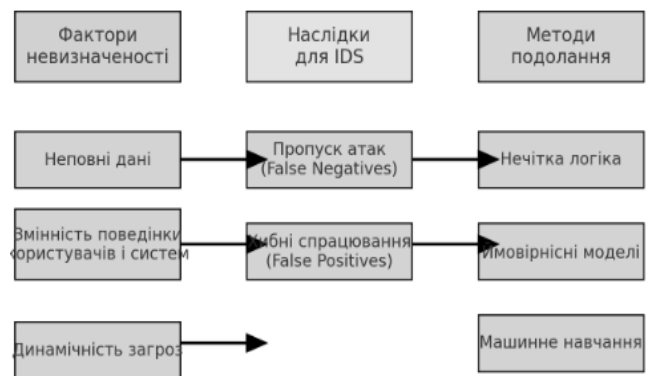 Фактори
невизначеності
Наслідки
для IDS
Методи
подолання
Неповні дані
Пропуск атак
(False Negatives)
Нечітка логіка
Змінність поведінки
користувачів і систем
Хибні спрацювання
(False Positives)
Ймовірнісні моделі
Динамічність загроз
Машинне навчання